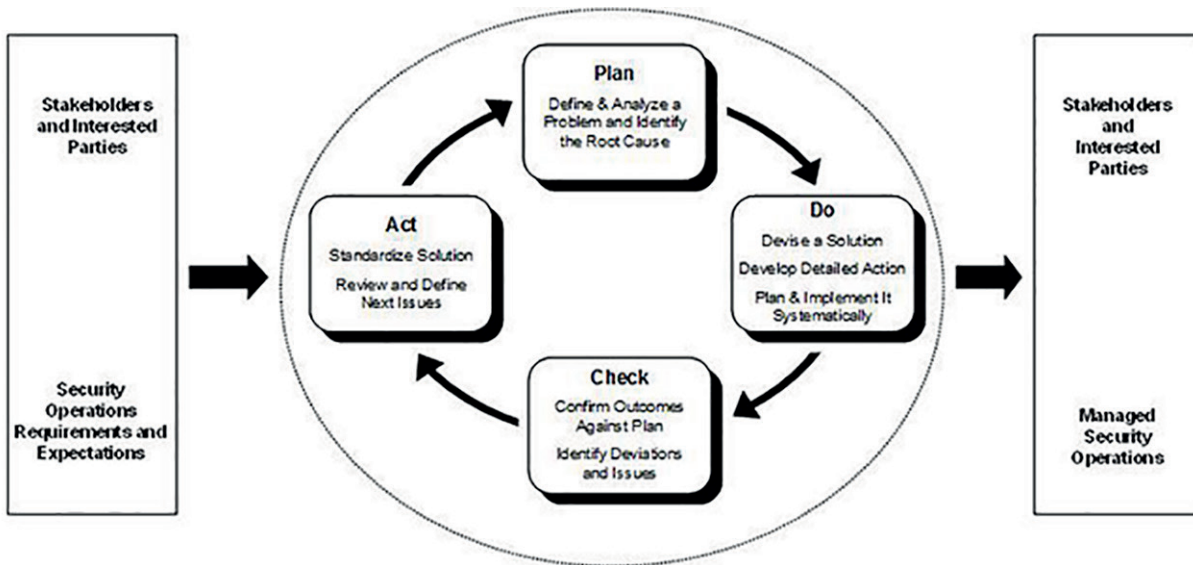 Stakeholders
and Interested
Parties
Security
Operations
Requirements and
Expectations
Plan
Define & Analyze a
Problem and Identify
the Root Cause
Act
Standardize Solution
Review and Define
Next Issues
Do
Devise a Solution
Develop Detailed Action
Plan & Implement It
Systematically
Check
Confirm Outcomes
Against Plan
Identify Deviations
and Issues
Stakeholders
and
Interested
Parties
Managed
Security
Operations